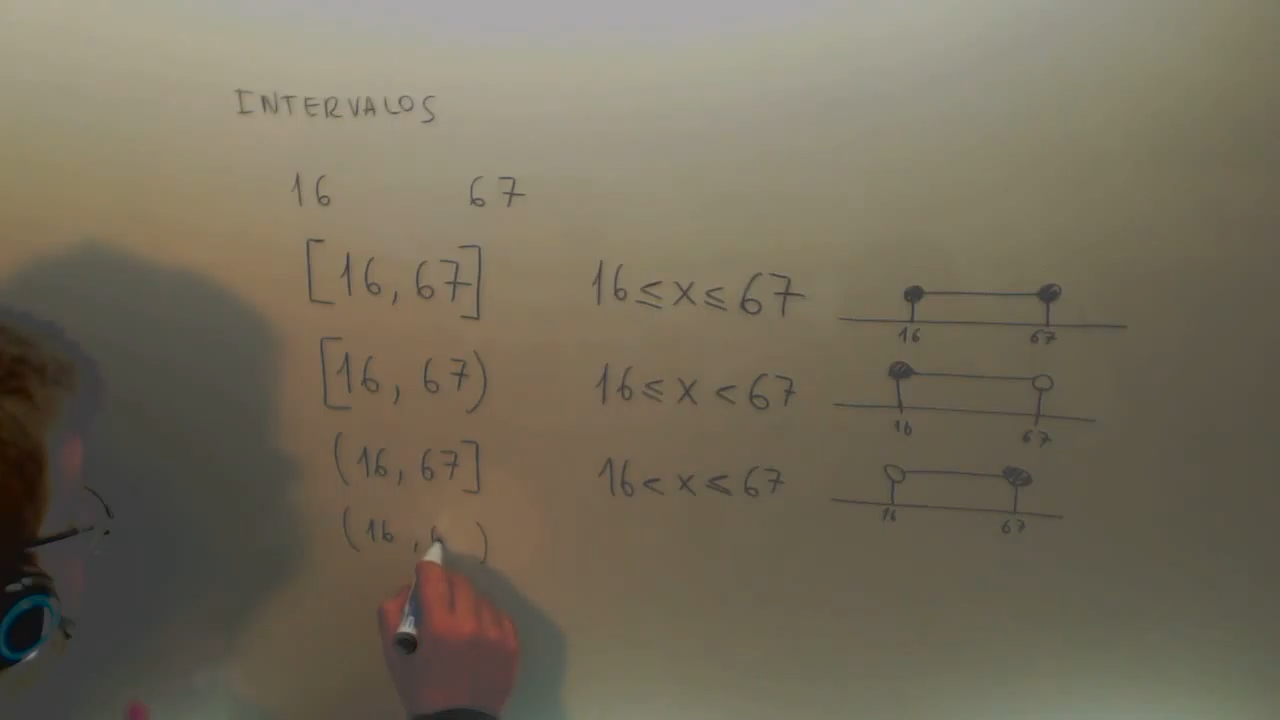 INTERVALOS
16 67
[16, 67] 16 ≤ x ≤ 67
16 67
[16, 67) 16 ≤ x < 67
16 67
(16, 67] 16 < x ≤ 67
16 67
(16, 6 )